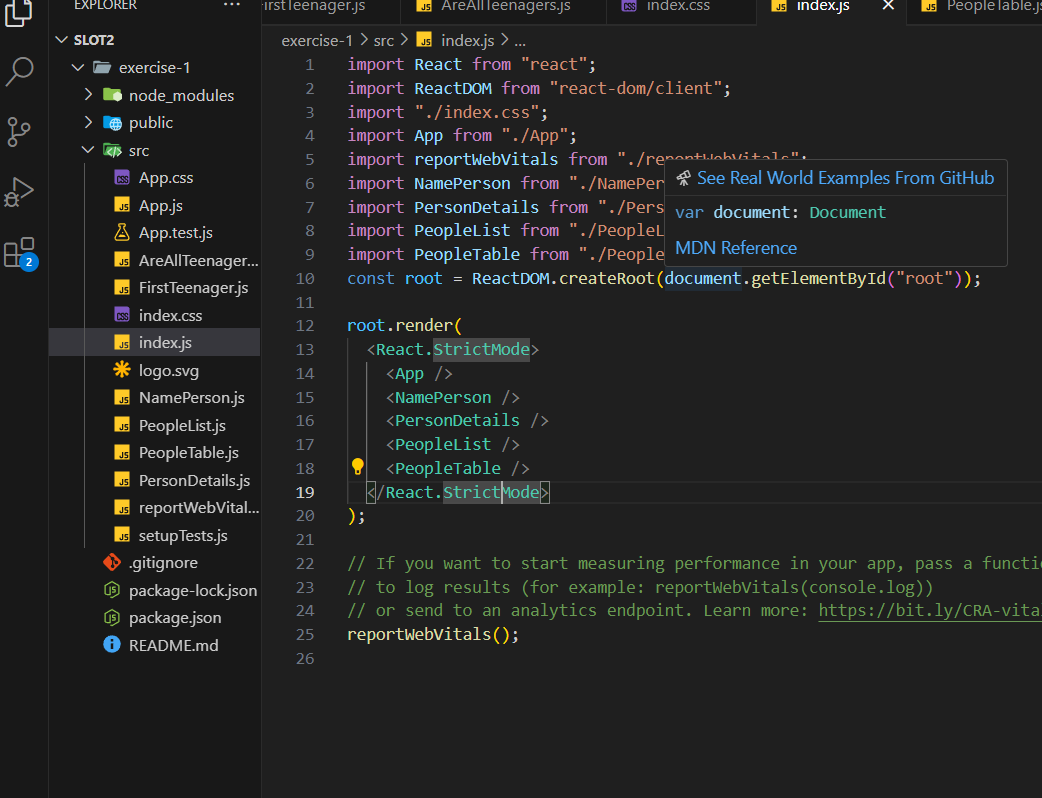 EXPLORER ...
irstTeenager.js AreAllTeenagers.js index.css index.js PeopleTable.js
SLOT2
exercise-1
node_modules
public
src
App.css
App.js
App.test.js
AreAllTeenager...
FirstTeenager.js
index.css
index.js
logo.svg
NamePerson.js
PeopleList.js
PeopleTable.js
PersonDetails.js
reportWebVital...
setupTests.js
.gitignore
package-lock.json
package.json
README.md
2
exercise-1 > src > JS index.js > ...
1 import React from "react";
2 import ReactDOM from "react-dom/client";
3 import "./index.css";
4 import App from "./App";
5 import reportWebVitals from "./reportWebVitals";
6 import NamePerson from "./NamePer
7 import PersonDetails from "./Pers
8 import PeopleList from "./PeopleL
9 import PeopleTable from "./People
10 const root = ReactDOM.createRoot(document.getElementById("root"));
11
12 root.render(
13 <React.StrictMode>
14 <App />
15 <NamePerson />
16 <PersonDetails />
17 <PeopleList />
18 <PeopleTable />
19 </React.StrictMode>
20 );
21
22 // If you want to start measuring performance in your app, pass a functi
23 // to log results (for example: reportWebVitals(console.log))
24 // or send to an analytics endpoint. Learn more: https://bit.ly/CRA-vita
25 reportWebVitals();
26
See Real World Examples From GitHub
var document: Document
MDN Reference